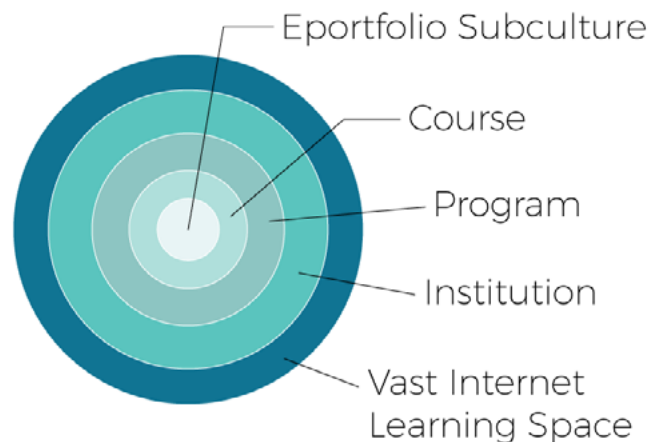 Eportfolio Subculture
Course
Program
Institution
Vast Internet
Learning Space